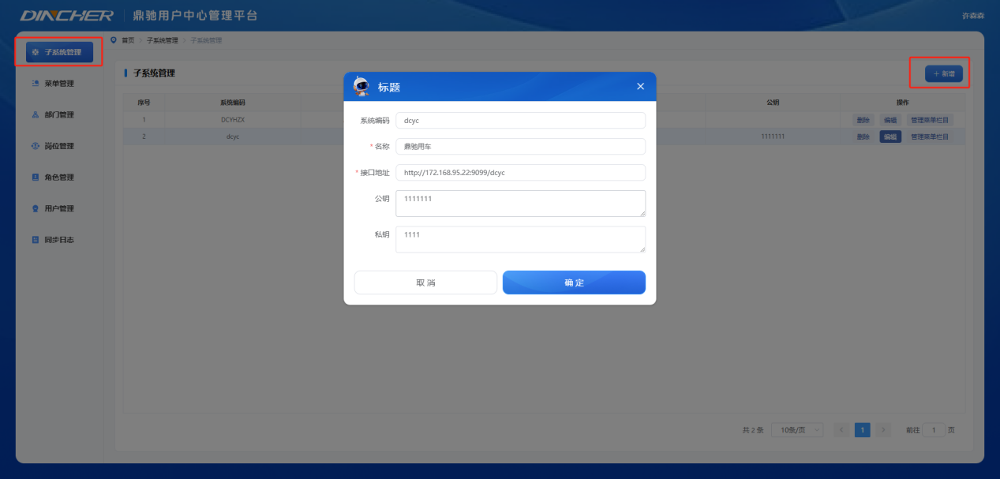 DINCHER 鼎驰用户中心管理平台
许森森
子系统管理
菜单管理
部门管理
岗位管理
角色管理
用户管理
同步日志
首页 > 子系统管理 > 子系统管理
子系统管理
+ 新增
序号 系统编码 公钥 操作
1 DCYHZX 删除 编辑 管理菜单栏目
2 dcyc 1111111 删除 编辑 管理菜单栏目
标题
系统编码 dcyc
* 名称 鼎驰用车
* 接口地址 http://172.168.95.22:9099/dcyc
公钥 1111111
私钥 1111
取消 确定
共 2 条 10条/页 < 1 > 前往 1 页